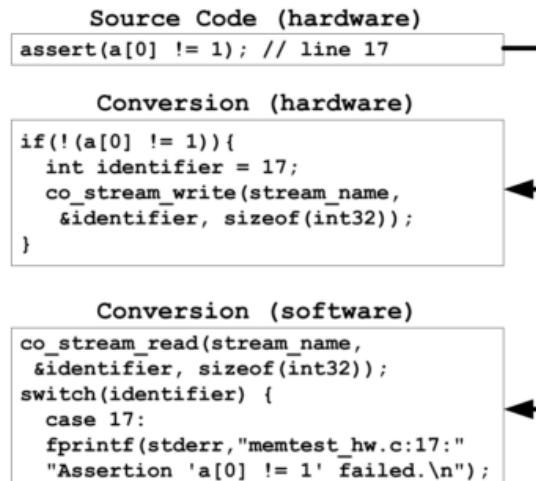 Source Code (hardware)
assert(a[0] != 1); // line 17
Conversion (hardware)
if(!(a[0] != 1)){
int identifier = 17;
co_stream_write(stream_name,
&identifier, sizeof(int32));
}
Conversion (software)
co_stream_read(stream_name,
&identifier, sizeof(int32));
switch(identifier) {
case 17:
fprintf(stderr,"memtest_hw.c:17:"
"Assertion 'a[0] != 1' failed.\n");